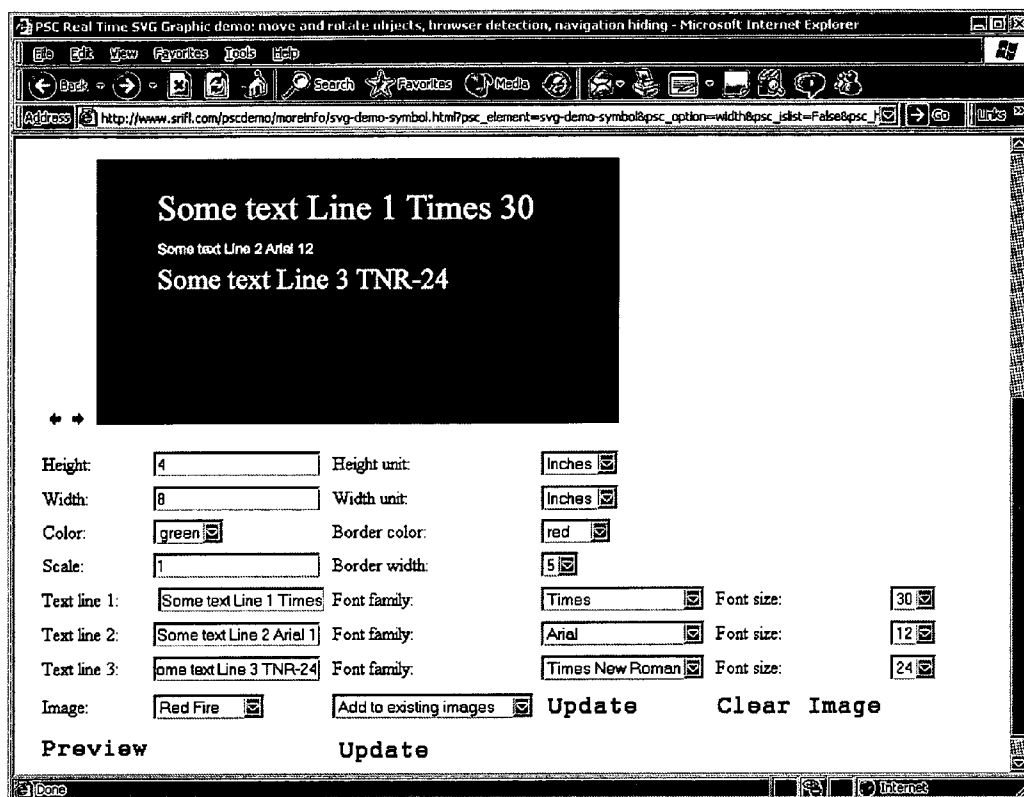 PSC Real Time SVG Graphic demo: move and rotate objects, browser detection, navigation hiding - Microsoft Internet Explorer
File Edit View Favorites Tools Help
Back Search Favorites Media
Address http://www.srifl.com/pscdemo/moreinfo/svg-demo-symbol.html?psc_element=svg-demo-symbol&psc_option=width&psc_islist=False&psc_ Go Links
Some text Line 1 Times 30
Some text Line 2 Arial 12
Some text Line 3 TNR-24
Height: 4 Height unit: Inches
Width: 8 Width unit: Inches
Color: green Border color: red
Scale: 1 Border width: 5
Text line 1: Some text Line 1 Times Font family: Times Font size: 30
Text line 2: Some text Line 2 Arial 1 Font family: Arial Font size: 12
Text line 3: ome text Line 3 TNR-24 Font family: Times New Roman Font size: 24
Image: Red Fire Add to existing images Update Clear Image
Preview Update
Done Internet